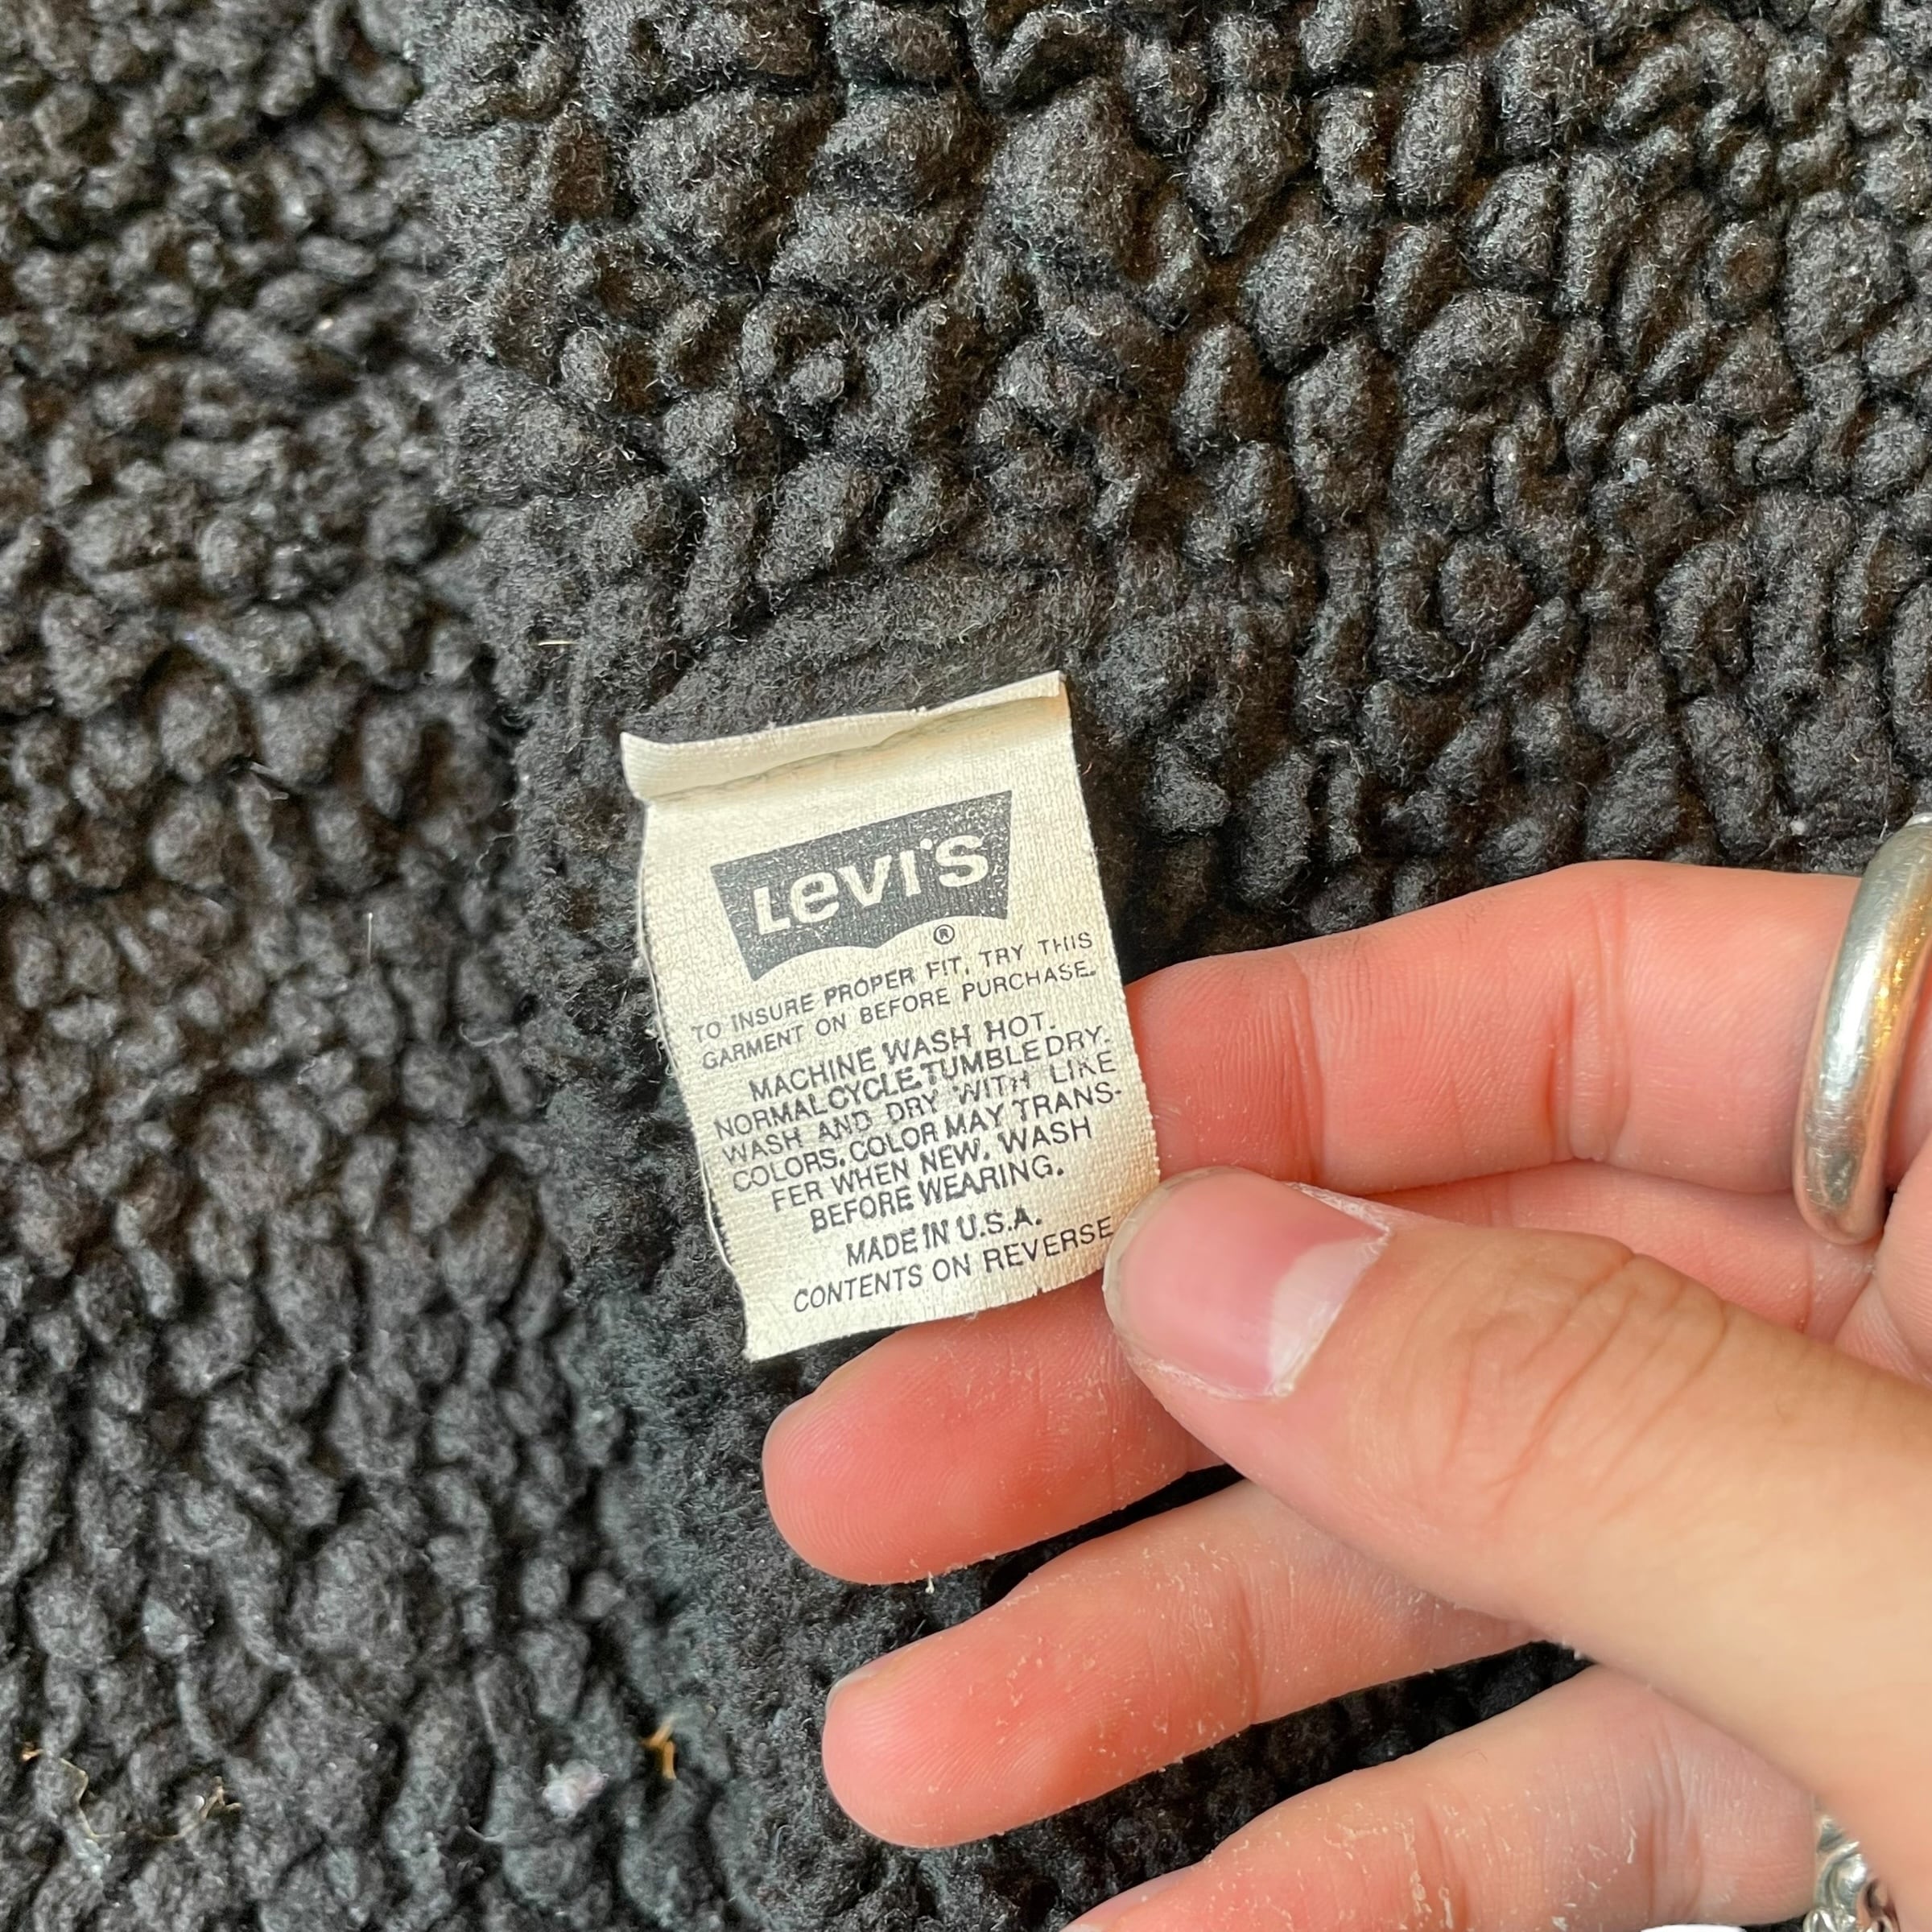 Levi's
®
TO INSURE PROPER FIT, TRY THIS
GARMENT ON BEFORE PURCHASE.
MACHINE WASH HOT.
NORMAL CYCLE.TUMBLE DRY.
WASH AND DRY WITH LIKE
COLORS. COLOR MAY TRANS-
FER WHEN NEW. WASH
BEFORE WEARING.
MADE IN U.S.A.
CONTENTS ON REVERSE